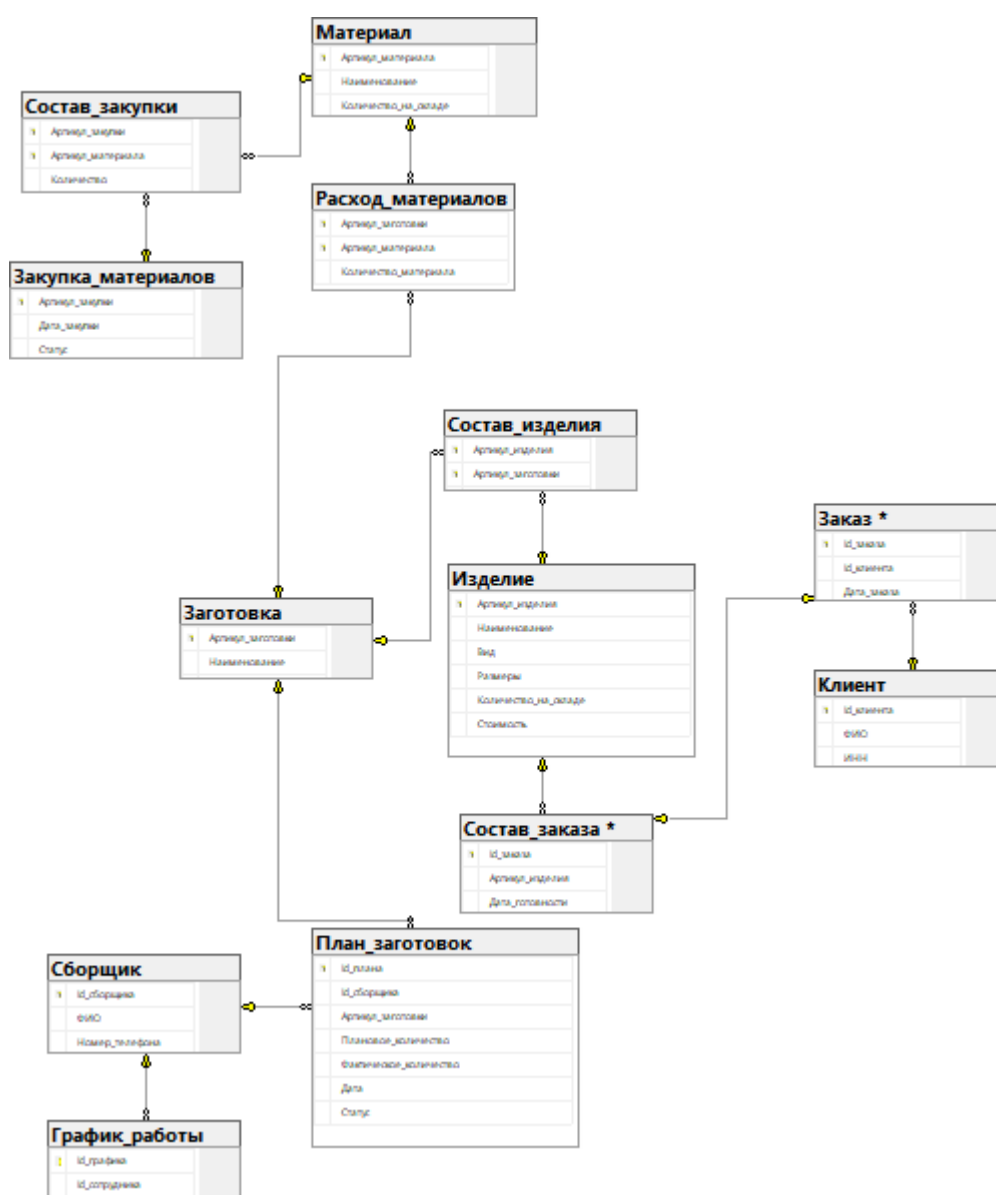 Материал
Артикул_материала
Наименование
Количество_на_складе
Состав_закупки
Артикул_закупки
Артикул_материала
Количество
Расход_материалов
Артикул_заготовки
Артикул_материала
Количество_материала
Закупка_материалов
Артикул_закупки
Дата_закупки
Статус
Состав_изделия
Артикул_изделия
Артикул_заготовки
Заказ *
Id_заказа
Id_клиента
Дата_заказа
Изделие
Артикул_изделия
Наименование
Вид
Размеры
Количество_на_складе
Стоимость
Заготовка
Артикул_заготовки
Наименование
Клиент
Id_клиента
ФИО
ИНН
Состав_заказа *
Id_заказа
Артикул_изделия
Дата_готовности
План_заготовок
Id_плана
Id_сборщика
Артикул_заготовки
Плановое_количество
Фактическое_количество
Дата
Статус
Сборщик
Id_сборщика
ФИО
Номер_телефона
График_работы
Id_графика
Id_сотрудника